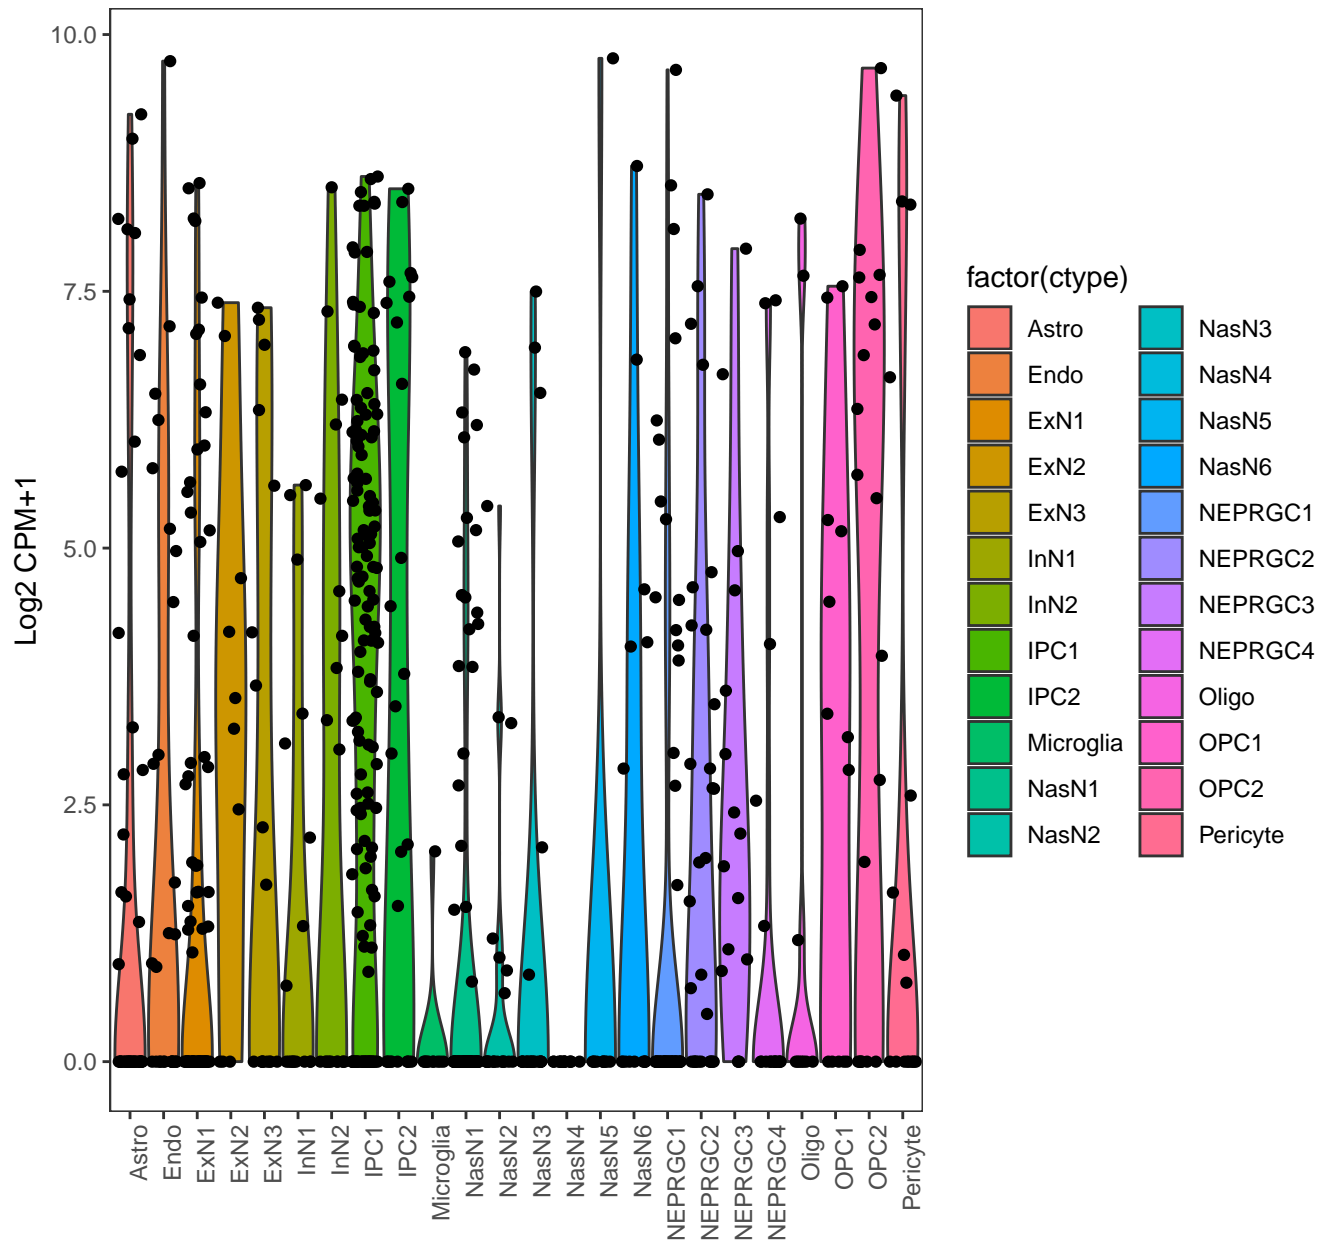 10.0
7.5
5.0
2.5
0.0
Log2 CPM+1
Astro
Endo
ExN1
ExN2
ExN3
InN1
InN2
IPC1
IPC2
Microglia
NasN1
NasN2
NasN3
NasN4
NasN5
NasN6
NEPRGC1
NEPRGC2
NEPRGC3
NEPRGC4
Oligo
OPC1
OPC2
Pericyte
factor(ctype)
Astro
Endo
ExN1
ExN2
ExN3
InN1
InN2
IPC1
IPC2
Microglia
NasN1
NasN2
NasN3
NasN4
NasN5
NasN6
NEPRGC1
NEPRGC2
NEPRGC3
NEPRGC4
Oligo
OPC1
OPC2
Pericyte